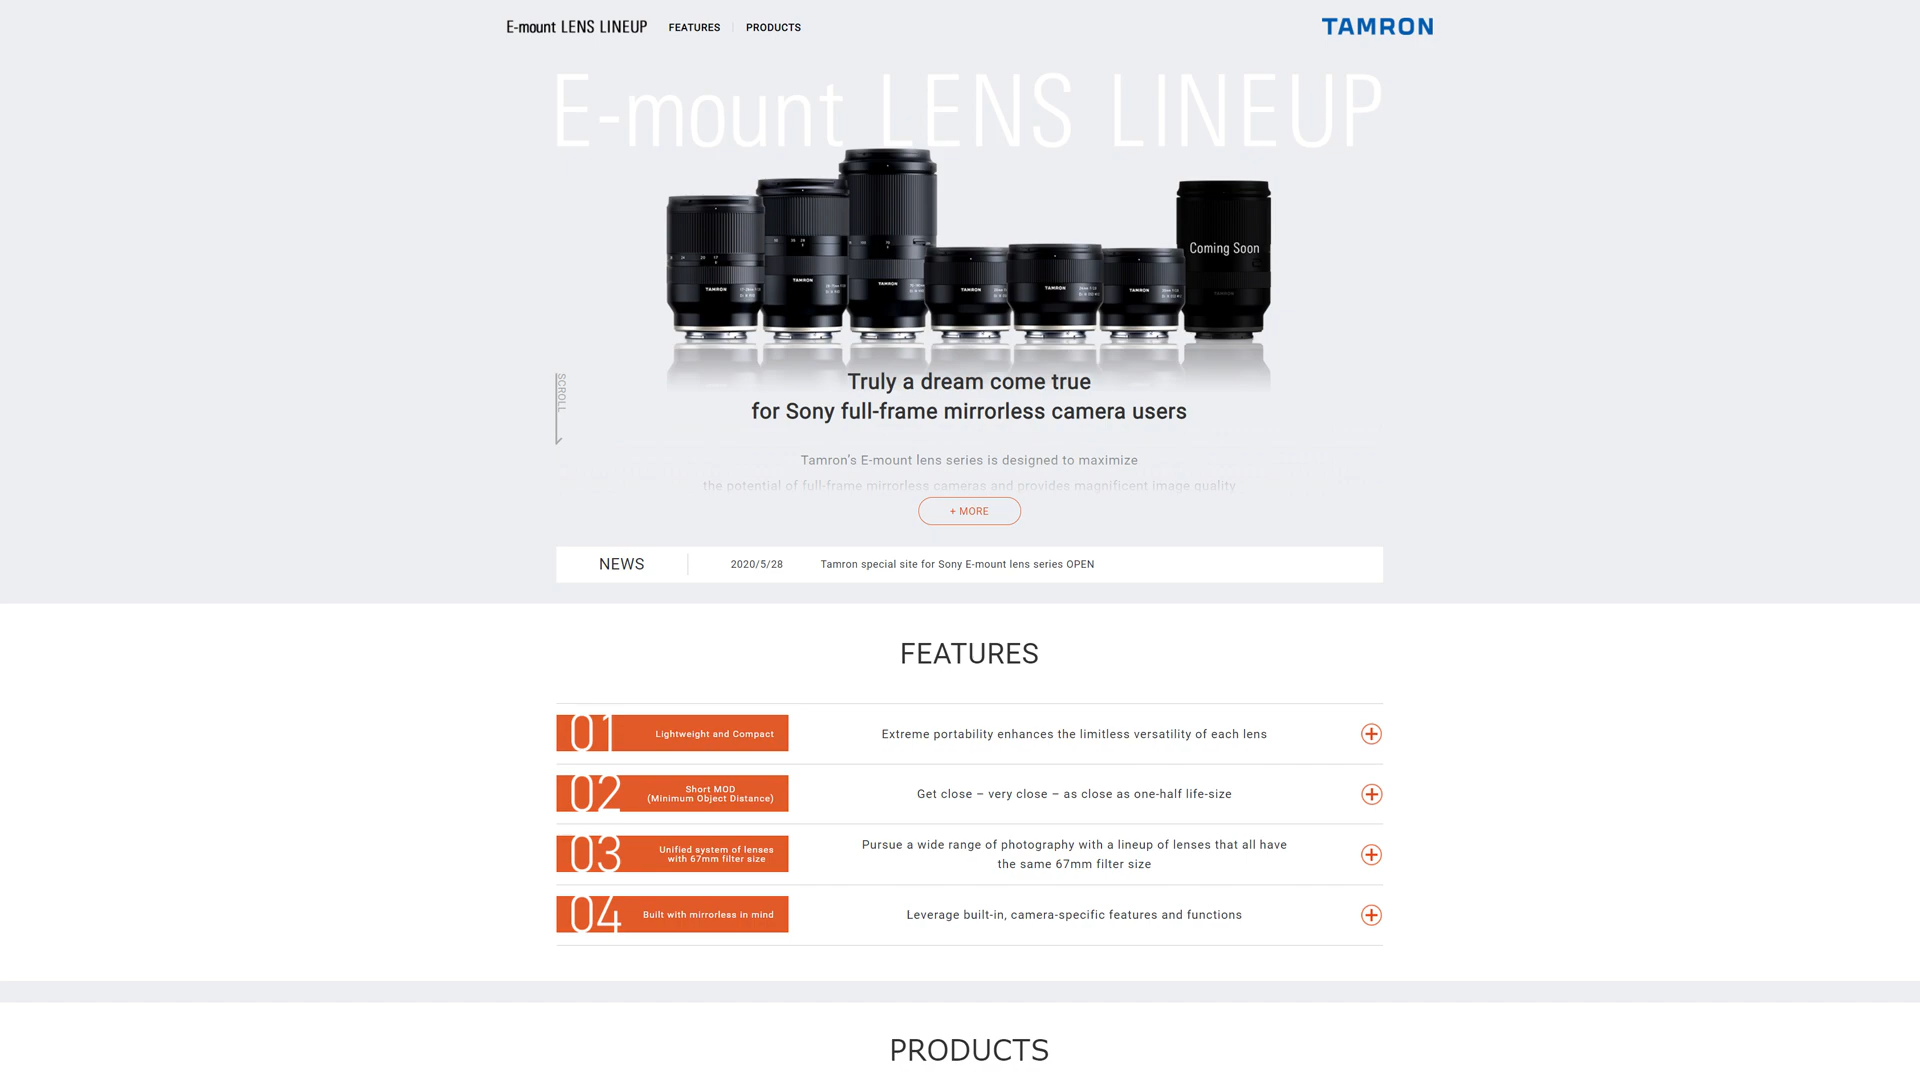 E-mount LENS LINEUP
FEATURES
PRODUCTS
TAMRON
E-mount LENS LINEUP
Coming Soon
TAMRON
TAMRON
TAMRON
TAMRON
TAMRON
TAMRON
SCROLL
Truly a dream come true
for Sony full-frame mirrorless camera users
Tamron's E-mount lens series is designed to maximize
the potential of full-frame mirrorless cameras and provides magnificent image quality
+ MORE
NEWS
2020/5/28
Tamron special site for Sony E-mount lens series OPEN
FEATURES
01
Lightweight and Compact
Extreme portability enhances the limitless versatility of each lens
02
Short MOD
(Minimum Object Distance)
Get close – very close – as close as one-half life-size
03
Unified system of lenses
with 67mm filter size
Pursue a wide range of photography with a lineup of lenses that all have
the same 67mm filter size
04
Built with mirrorless in mind
Leverage built-in, camera-specific features and functions
PRODUCTS